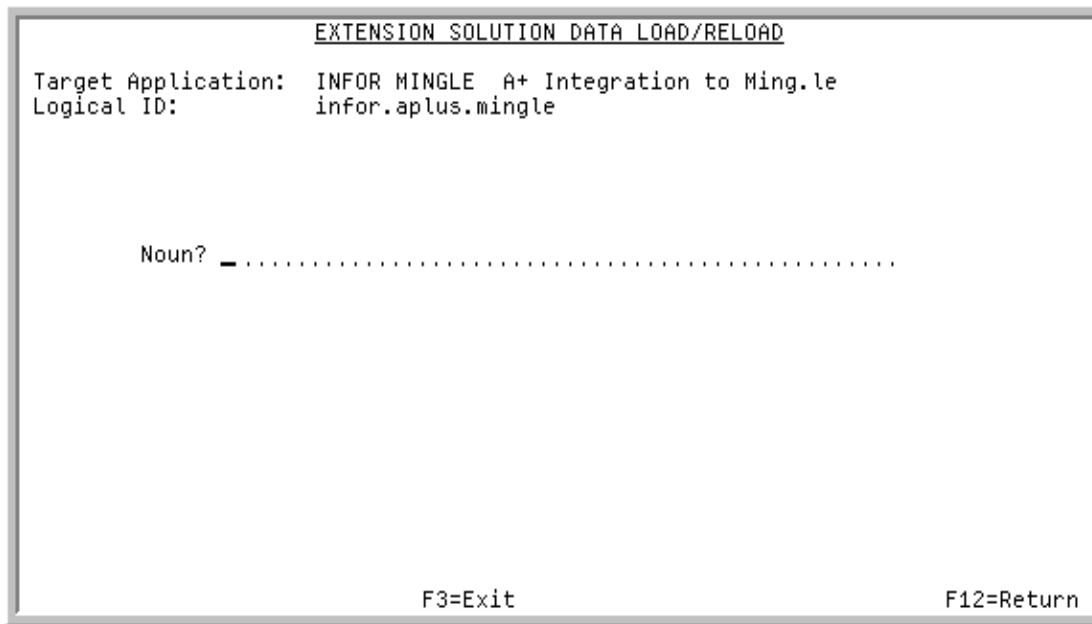 EXTENSION SOLUTION DATA LOAD/RELOAD
Target Application: INFOR MINGLE A+ Integration to Ming.le
Logical ID: infor.aplus.mingle
Noun? _ . . . . . . . . . . . . . . . . . . . . . . . . . . . . . . . . . . . . . . . . . . . . . . . . .
F3=Exit F12=Return